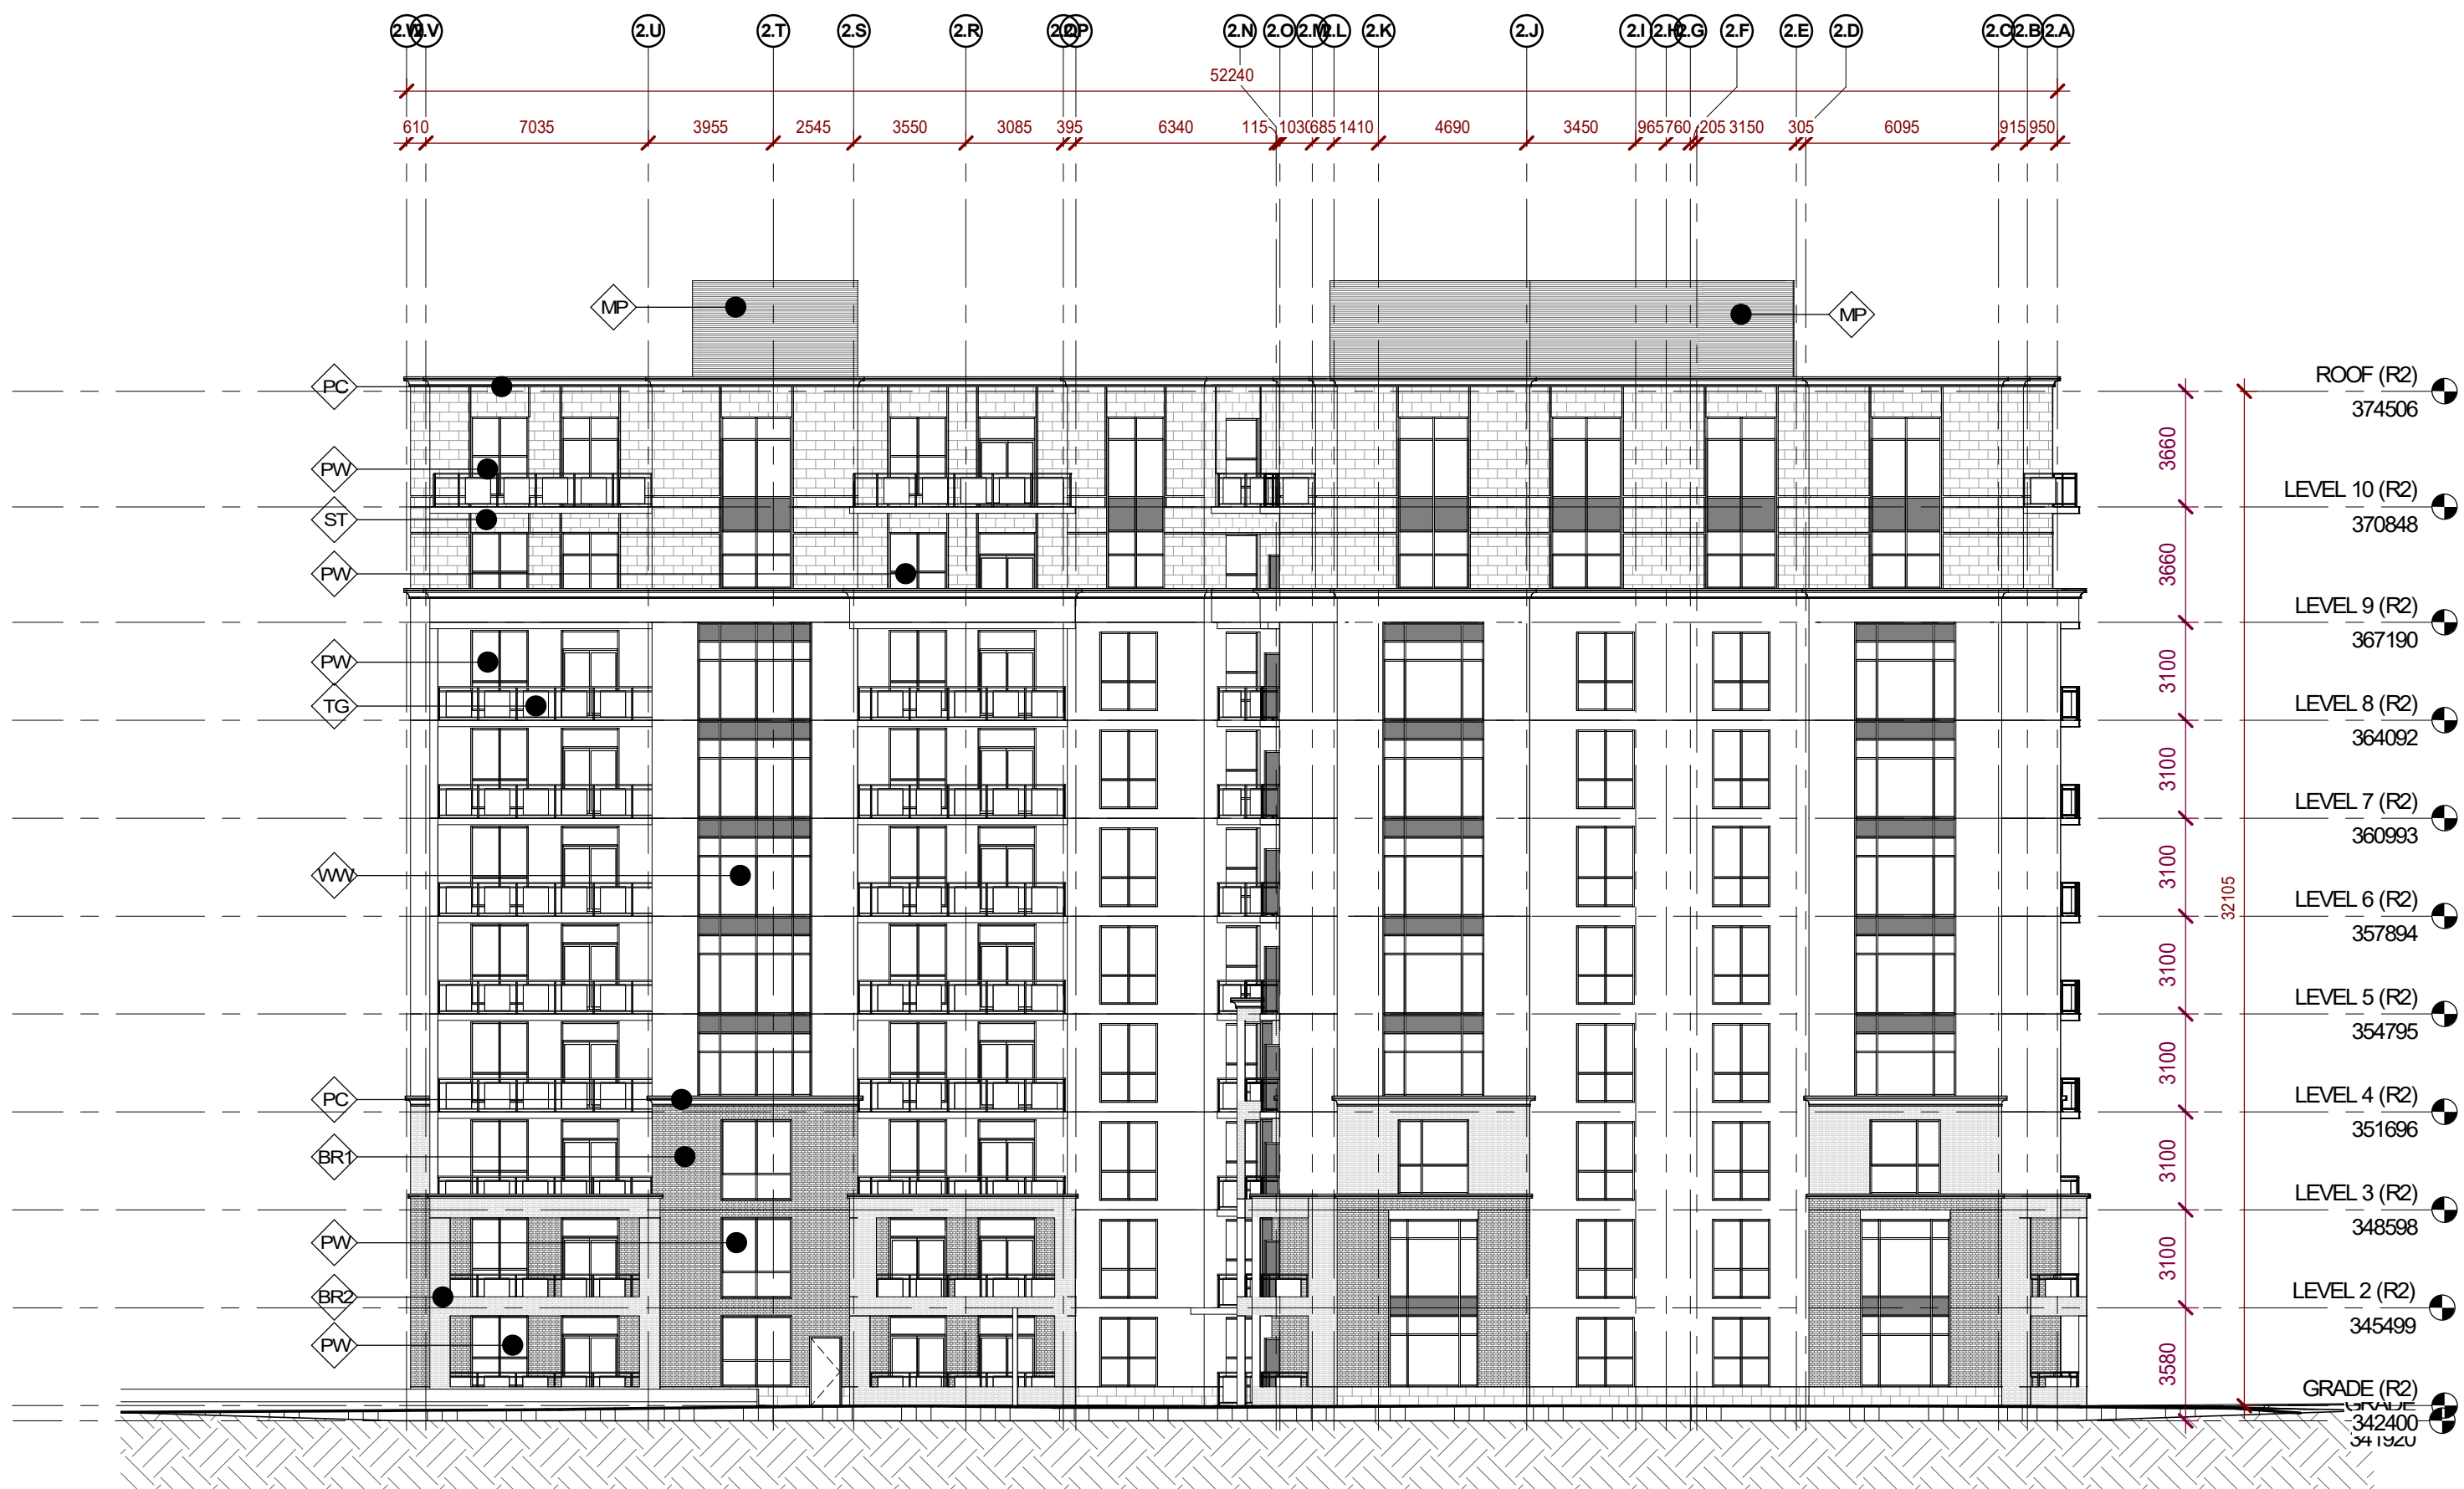 2.W 2.V 2.U 2.T 2.S 2.R 2.P 2.N 2.O 2.M 2.L 2.K 2.J 2.I 2.H 2.G 2.F 2.E 2.D 2.C 2.B 2.A
52240
610 7035 3955 2545 3550 3085 395 6340 115 1030 685 1410 4690 3450 965 760 205 3150 305 6095 915 950
MP
MP
PC
ROOF (R2)
374506
3660
PW
LEVEL 10 (R2)
ST
370848
3660
PW
LEVEL 9 (R2)
367190
PW
3100
TG
LEVEL 8 (R2)
364092
3100
LEVEL 7 (R2)
360993
3100
WW
32105
LEVEL 6 (R2)
357894
3100
LEVEL 5 (R2)
354795
3100
PC
LEVEL 4 (R2)
351696
BR1
3100
LEVEL 3 (R2)
348598
PW
3100
BR2
LEVEL 2 (R2)
345499
PW
3580
GRADE (R2)
GRADE
342400
341920